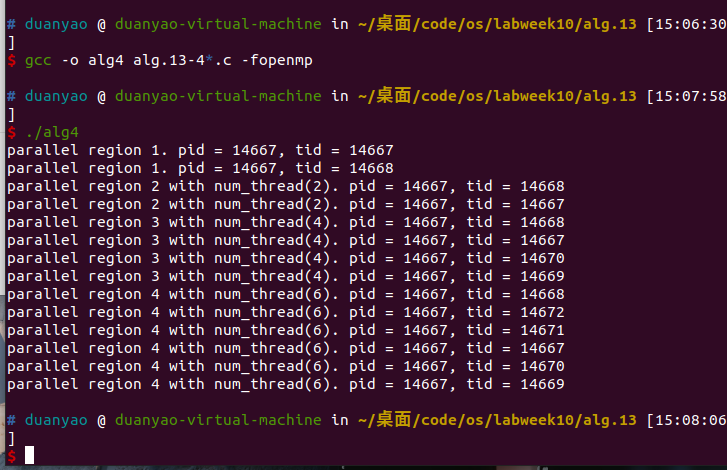 # duanyao @ duanyao-virtual-machine in ~/桌面/code/os/labweek10/alg.13 [15:06:30
]
$ gcc -o alg4 alg.13-4*.c -fopenmp
# duanyao @ duanyao-virtual-machine in ~/桌面/code/os/labweek10/alg.13 [15:07:58
]
$ ./alg4
parallel region 1. pid = 14667, tid = 14667
parallel region 1. pid = 14667, tid = 14668
parallel region 2 with num_thread(2). pid = 14667, tid = 14668
parallel region 2 with num_thread(2). pid = 14667, tid = 14667
parallel region 3 with num_thread(4). pid = 14667, tid = 14668
parallel region 3 with num_thread(4). pid = 14667, tid = 14667
parallel region 3 with num_thread(4). pid = 14667, tid = 14670
parallel region 3 with num_thread(4). pid = 14667, tid = 14669
parallel region 4 with num_thread(6). pid = 14667, tid = 14668
parallel region 4 with num_thread(6). pid = 14667, tid = 14672
parallel region 4 with num_thread(6). pid = 14667, tid = 14671
parallel region 4 with num_thread(6). pid = 14667, tid = 14667
parallel region 4 with num_thread(6). pid = 14667, tid = 14670
parallel region 4 with num_thread(6). pid = 14667, tid = 14669
# duanyao @ duanyao-virtual-machine in ~/桌面/code/os/labweek10/alg.13 [15:08:06
]
$